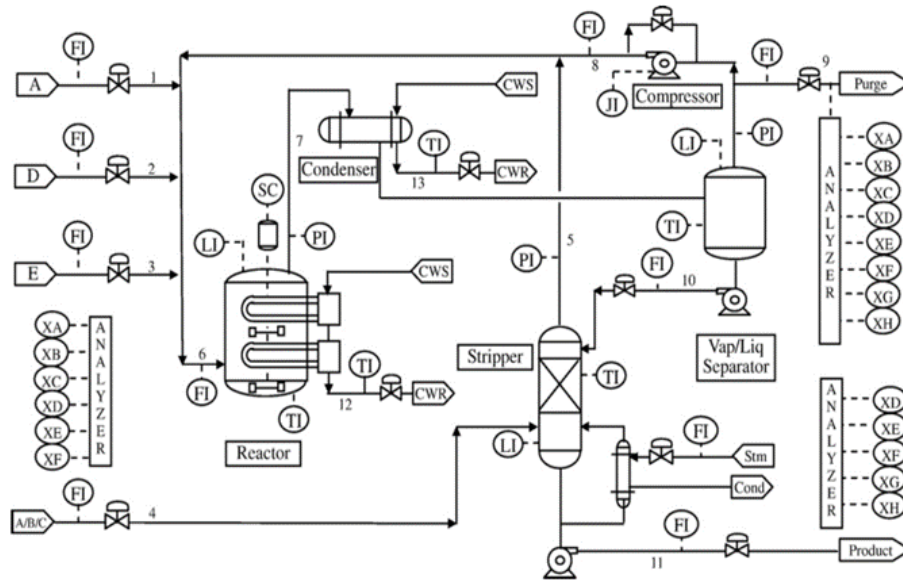 FI
FI
8
FI
9
A
1
JI
Compressor
Purge
CWS
LI
PI
XA
FI
7
TI
XB
D
2
Condenser
13
CWR
A
N
A
L
Y
Z
E
R
XC
SC
XD
FI
LI
PI
5
TI
XE
E
3
PI
FI
XF
CWS
10
XG
XA
XH
XB
A
N
A
L
Y
Z
E
R
6
Stripper
Vap/Liq
Separator
XC
FI
TI
TI
XD
CWR
XD
XE
TI
12
A
N
A
L
Y
Z
E
R
XE
XF
Reactor
LI
FI
XF
Stm
XG
FI
Cond
XH
A/B/C
4
FI
11
Product